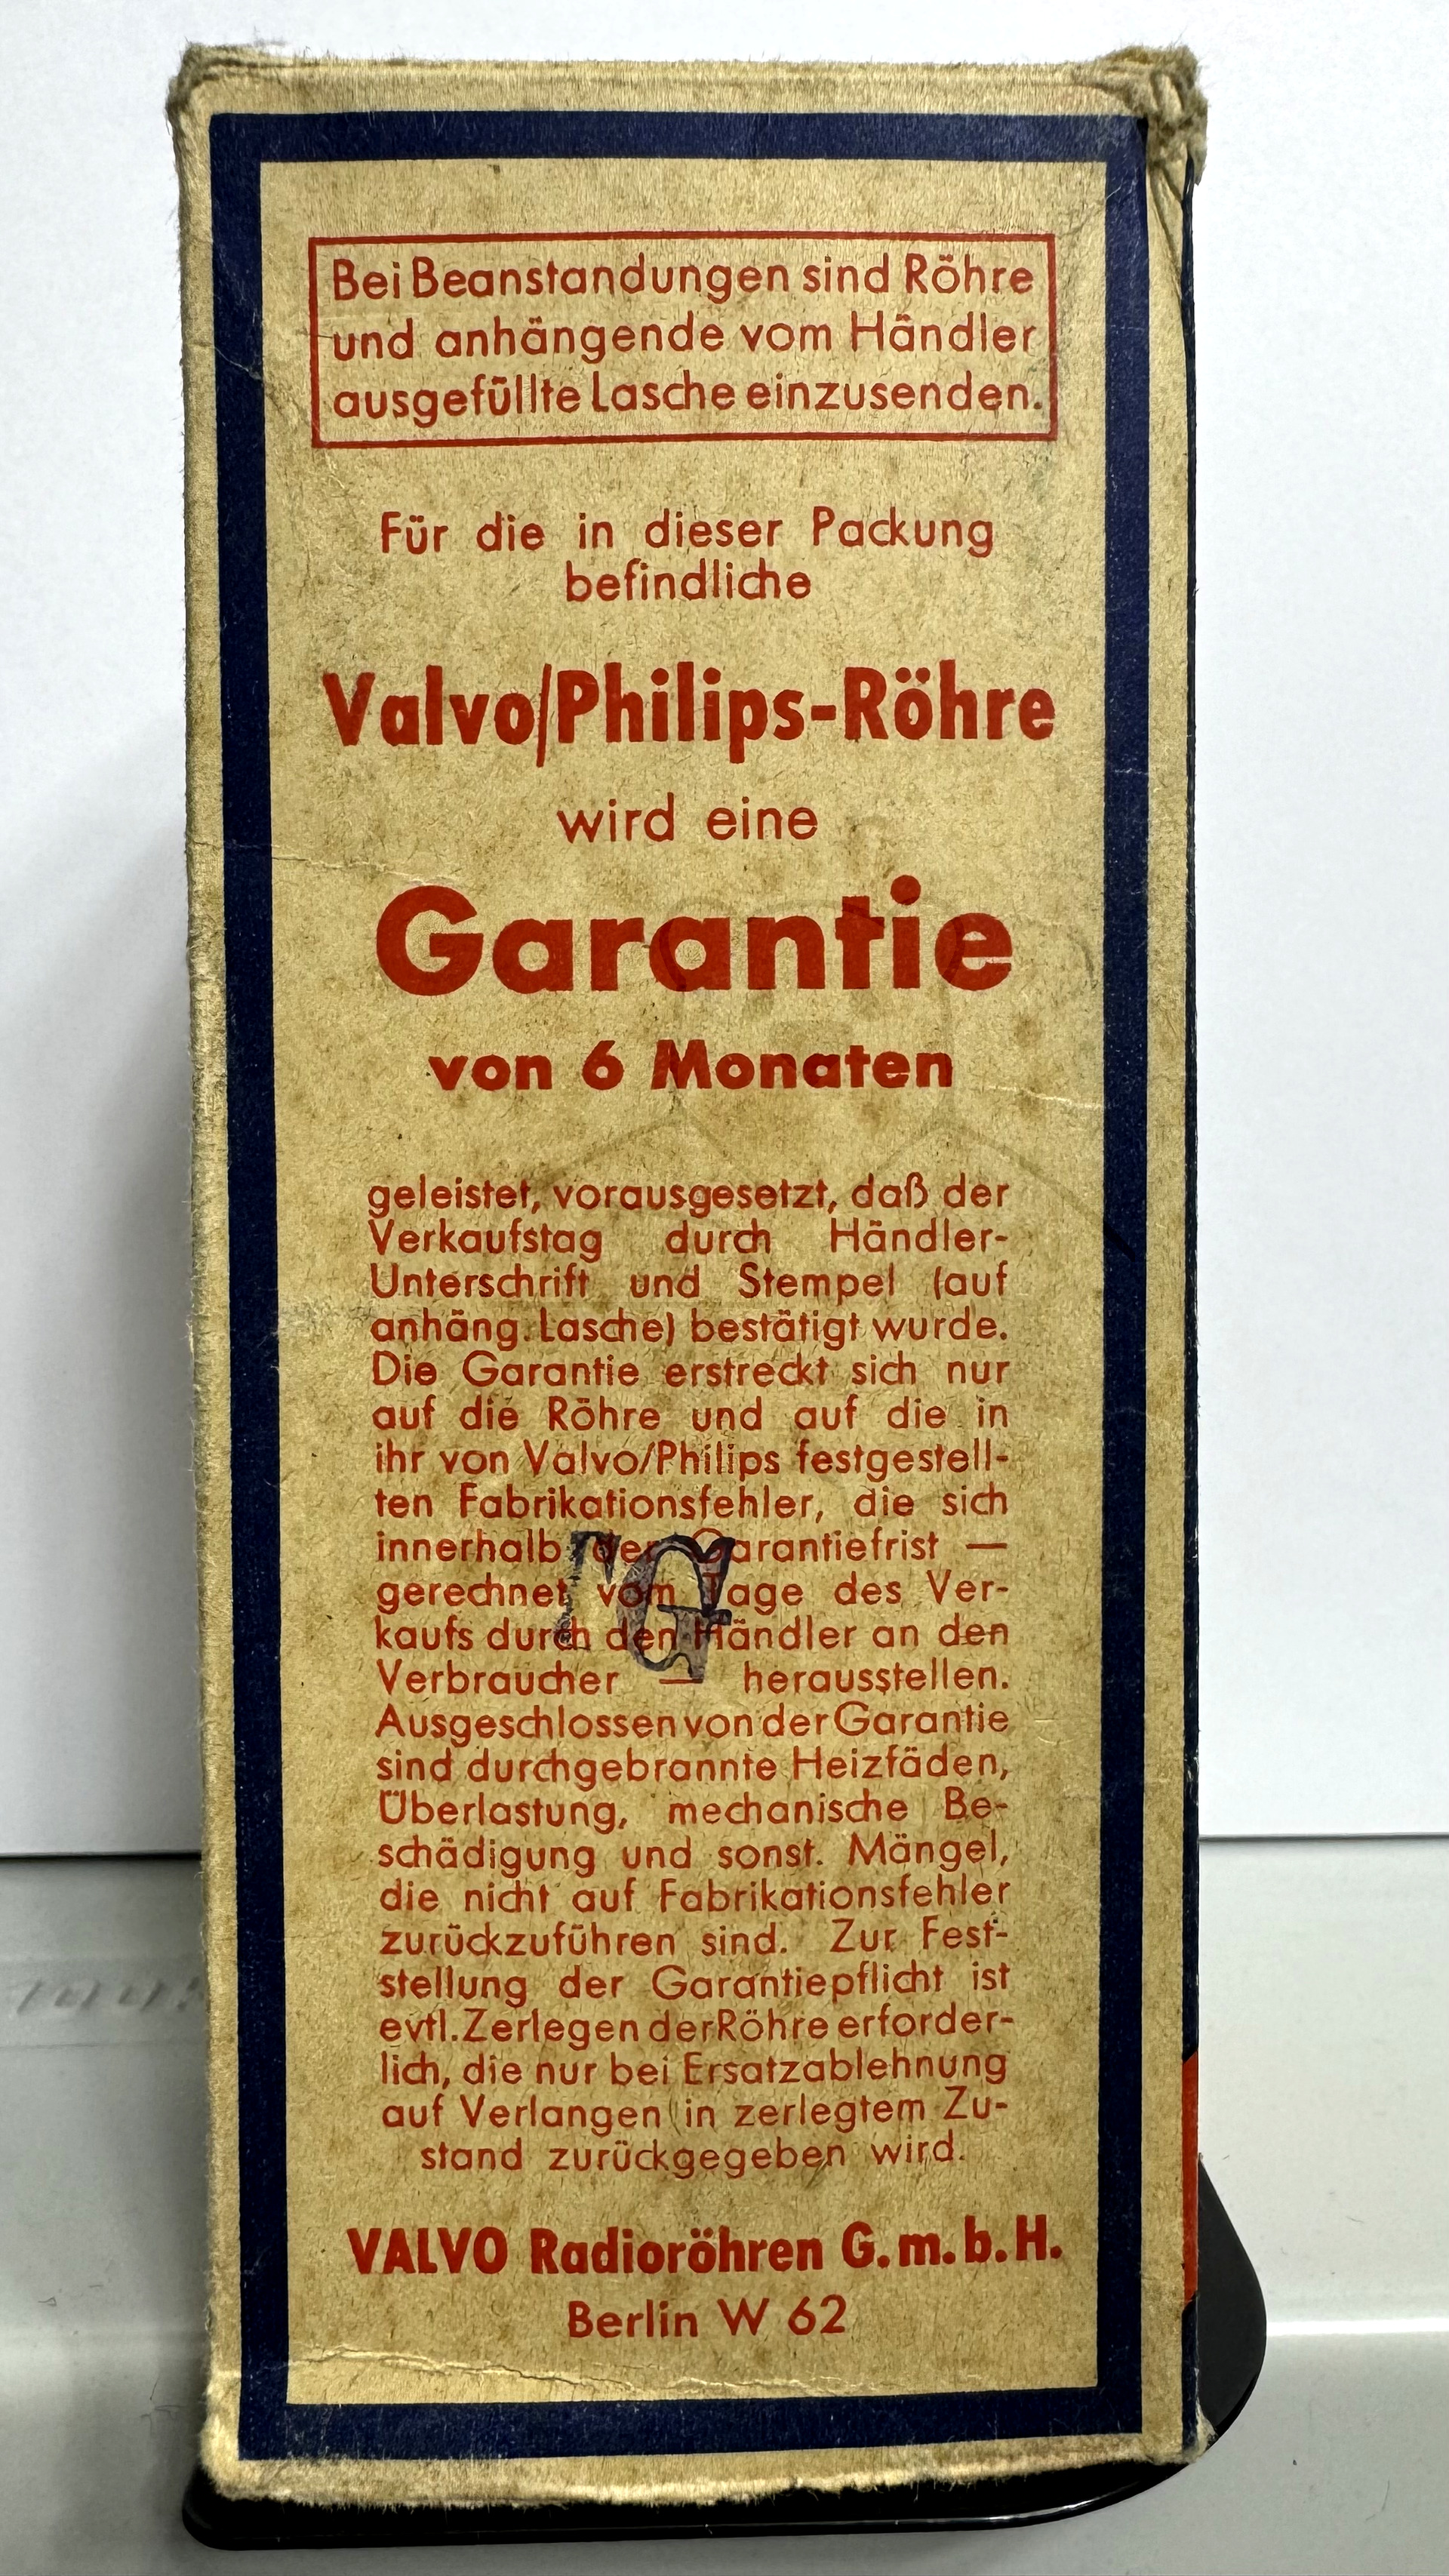 Bei Beanstandungen sind Röhre
und anhängende vom Händler
ausgefüllte Lasche einzusenden.
Für die in dieser Packung
befindliche
Valvo/Philips-Röhre
wird eine
Garantie
von 6 Monaten
geleistet, vorausgesetzt, daß der
Verkaufstag durch Händler-
Unterschrift und Stempel (auf
anhäng. Lasche) bestätigt wurde.
Die Garantie erstreckt sich nur
auf die Röhre und auf die in
ihr von Valvo/Philips festgestell-
ten Fabrikationsfehler, die sich
innerhalb der Garantiefrist —
gerechnet vom Tage des Ver-
kaufs durch den Händler an den
Verbraucher — herausstellen.
Ausgeschlossen von der Garantie
sind durchgebrannte Heizfäden,
Überlastung, mechanische Be-
schädigung und sonst. Mängel,
die nicht auf Fabrikationsfehler
zurückzuführen sind. Zur Fest-
stellung der Garantiepflicht ist
evtl. Zerlegen der Röhre erforder-
lich, die nur bei Ersatzablehnung
auf Verlangen in zerlegtem Zu-
stand zurückgegeben wird.
VALVO Radioröhren G.m.b.H.
Berlin W 62